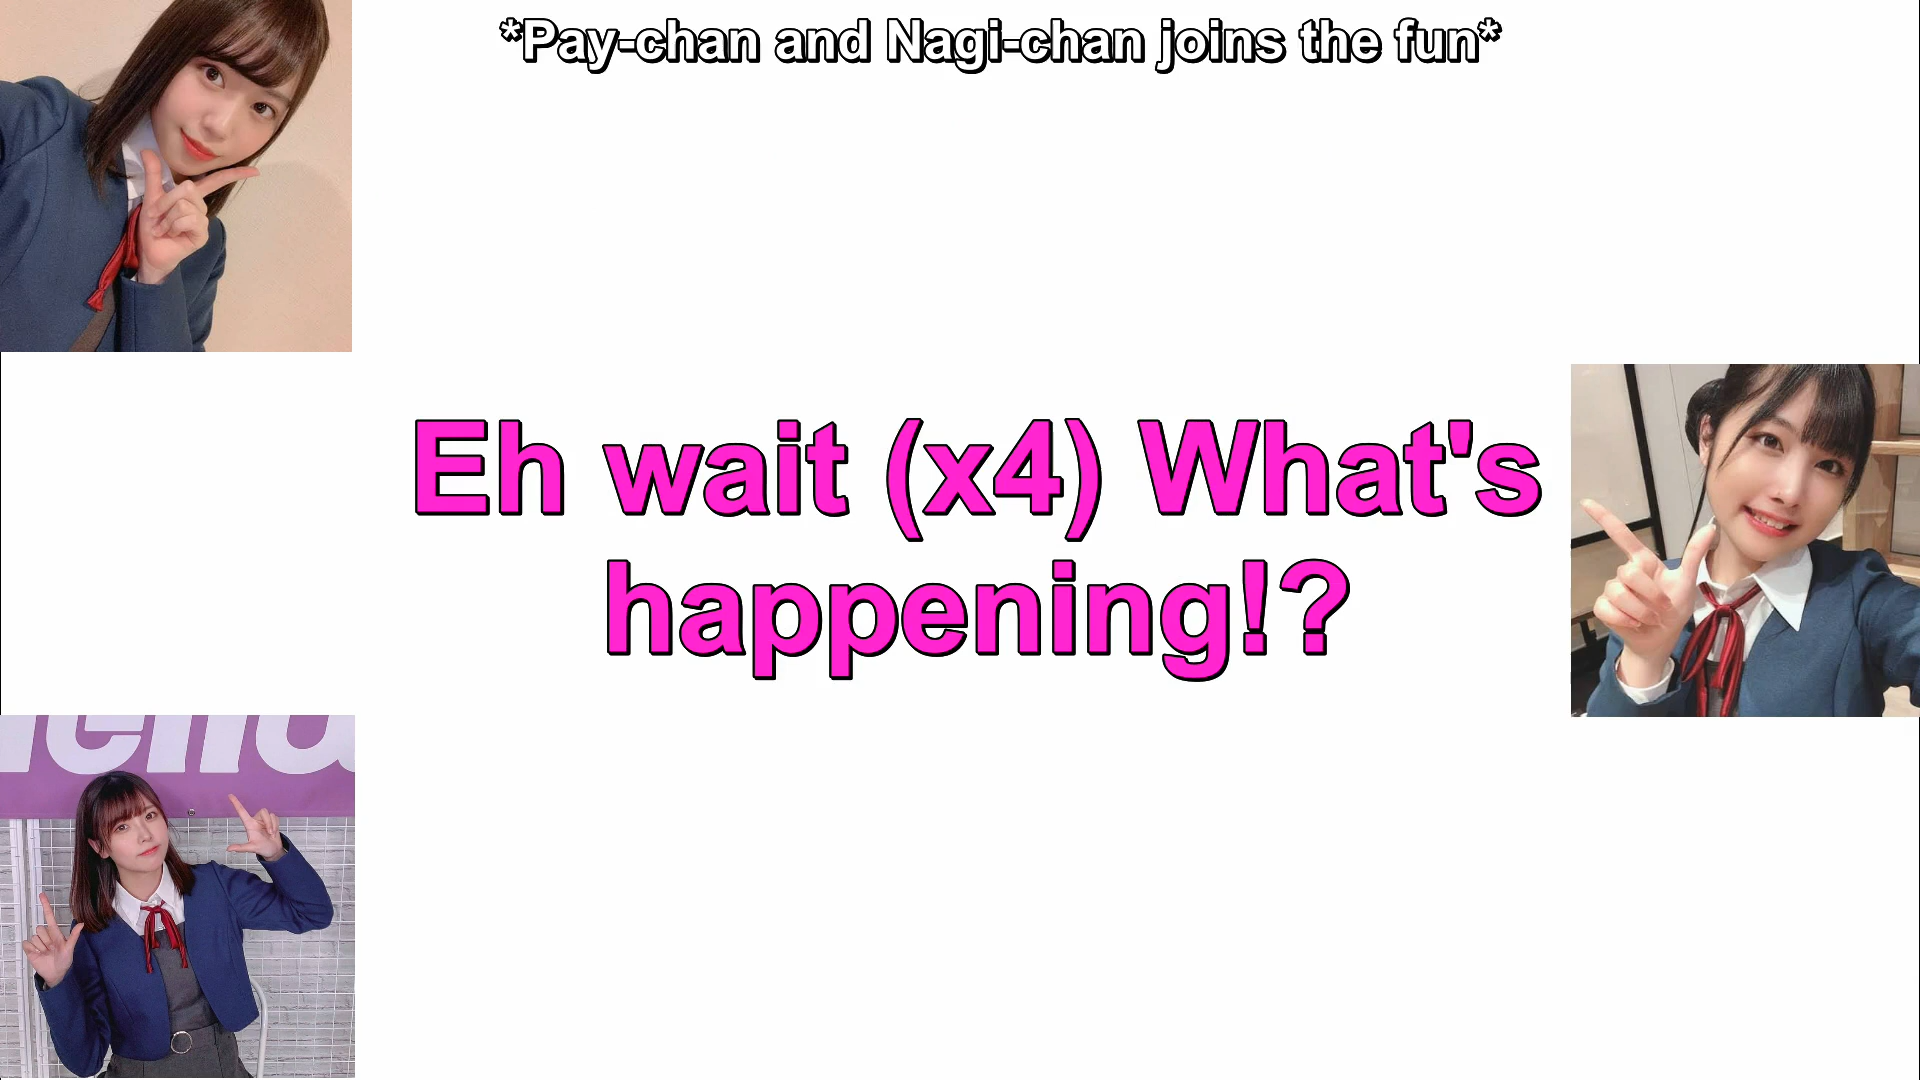 *Pay-chan and Nagi-chan joins the fun*
Eh wait (x4) What's
happening!?